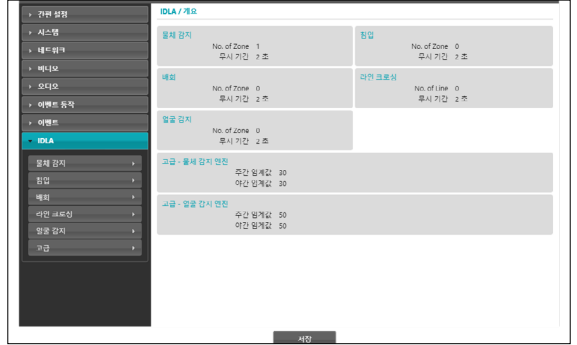 간편 설정
시스템
네트워크
비디오
오디오
이벤트 동작
이벤트
IDLA
물체 감지
침입
배회
라인 크로싱
얼굴 감지
고급
IDLA / 개요
물체 감지
No. of Zone 1
무시 기간 2 초
침입
No. of Zone 0
무시 기간 2 초
배회
No. of Zone 0
무시 기간 2 초
라인 크로싱
No. of Line 0
무시 기간 2 초
얼굴 감지
No. of Zone 0
무시 기간 2 초
고급 - 물체 감지 엔진
주간 임계값 30
야간 임계값 30
고급 - 얼굴 감지 엔진
주간 임계값 50
야간 임계값 50
저장